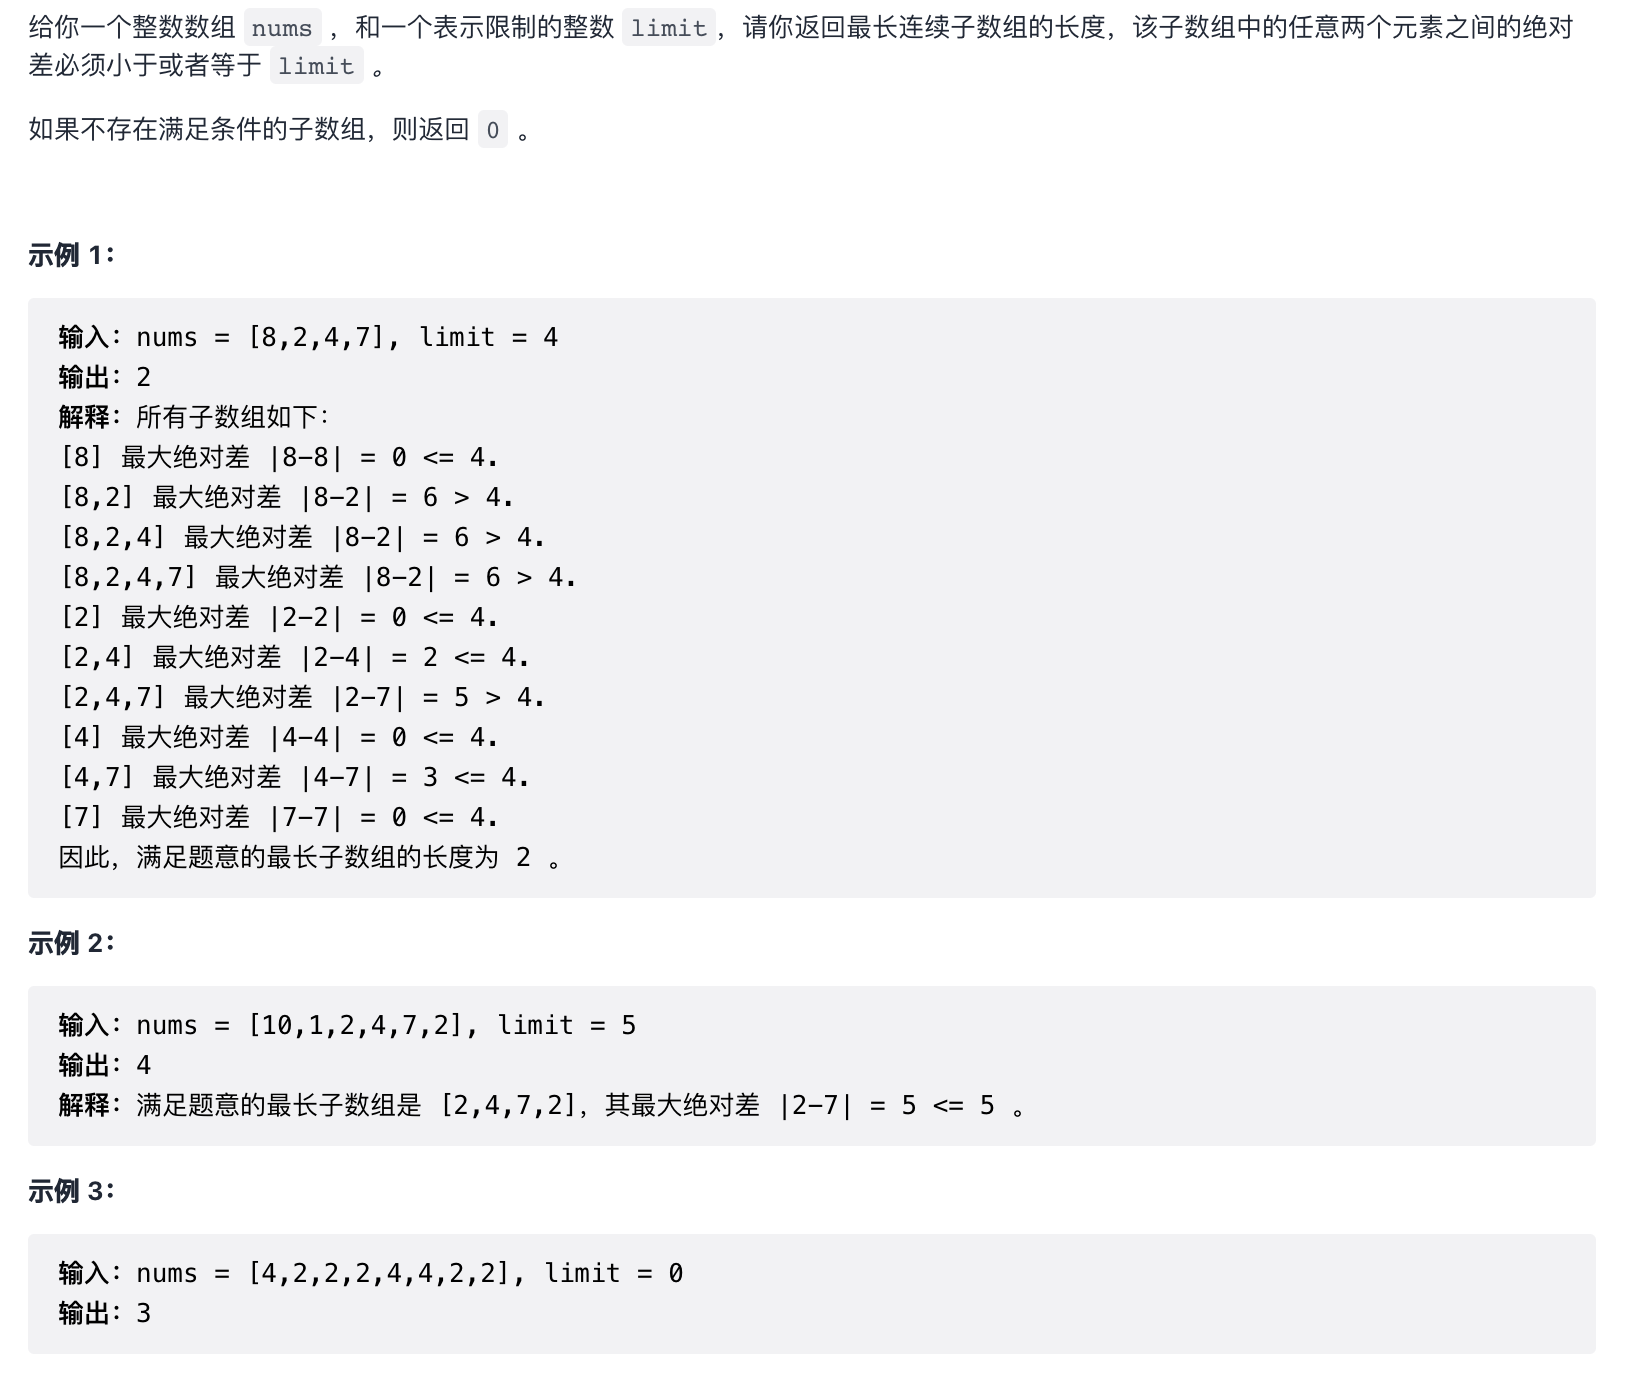 给你一个整数数组 nums ，和一个表示限制的整数 limit，请你返回最长连续子数组的长度，该子数组中的任意两个元素之间的绝对
差必须小于或者等于 limit 。
如果不存在满足条件的子数组，则返回 0 。
示例 1：
输入：nums = [8,2,4,7], limit = 4
输出：2
解释：所有子数组如下：
[8] 最大绝对差 |8-8| = 0 <= 4.
[8,2] 最大绝对差 |8-2| = 6 > 4.
[8,2,4] 最大绝对差 |8-2| = 6 > 4.
[8,2,4,7] 最大绝对差 |8-2| = 6 > 4.
[2] 最大绝对差 |2-2| = 0 <= 4.
[2,4] 最大绝对差 |2-4| = 2 <= 4.
[2,4,7] 最大绝对差 |2-7| = 5 > 4.
[4] 最大绝对差 |4-4| = 0 <= 4.
[4,7] 最大绝对差 |4-7| = 3 <= 4.
[7] 最大绝对差 |7-7| = 0 <= 4.
因此，满足题意的最长子数组的长度为 2 。
示例 2：
输入：nums = [10,1,2,4,7,2], limit = 5
输出：4
解释：满足题意的最长子数组是 [2,4,7,2]，其最大绝对差 |2-7| = 5 <= 5 。
示例 3：
输入：nums = [4,2,2,2,4,4,2,2], limit = 0
输出：3